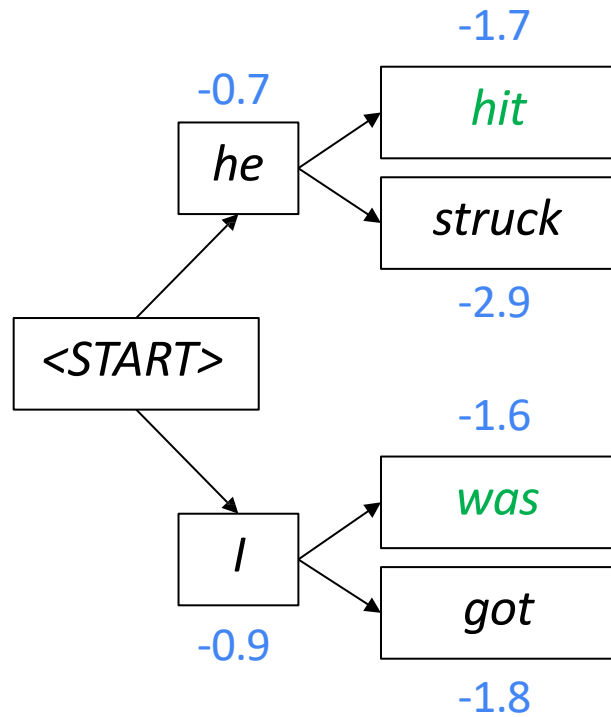 -1.7
-0.7
hit
he
struck
-2.9
<START>
-1.6
was
I
got
-0.9
-1.8